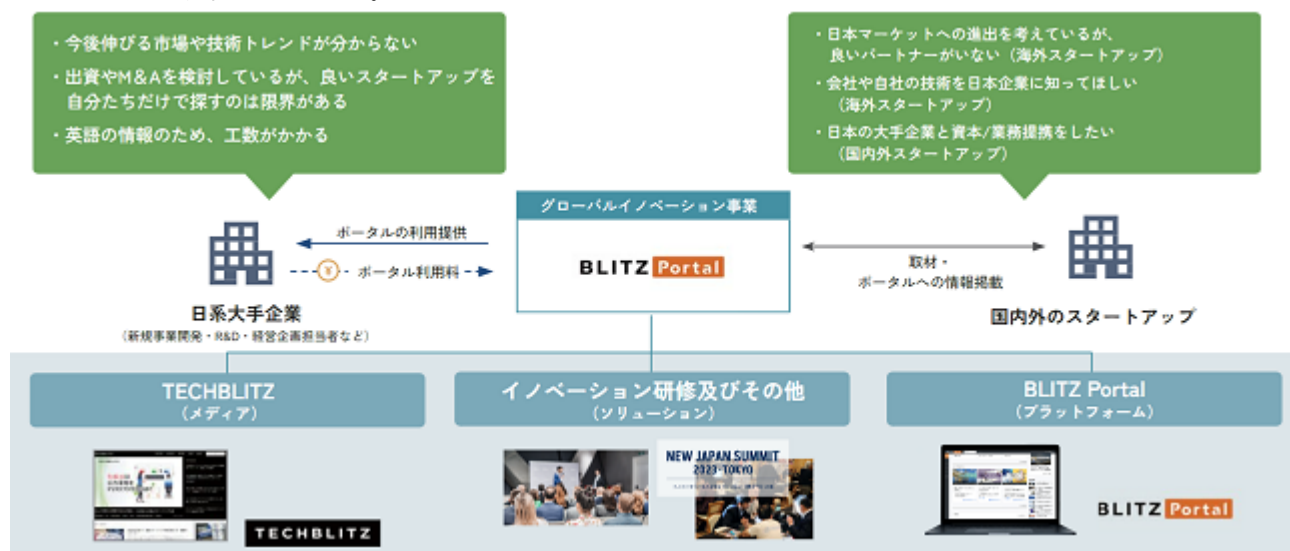 ・今後伸びる市場や技術トレンドが分からない
・出資やM&Aを検討しているが、良いスタートアップを
自分たちだけで探すのは限界がある
・英語の情報のため、工数がかかる
・日本マーケットへの進出を考えているが、
良いパートナーがいない（海外スタートアップ）
・会社や自社の技術を日本企業に知ってほしい
（海外スタートアップ）
・日本の大手企業と資本/業務提携をしたい
（国内外スタートアップ）
グローバルイノベーション事業
BLITZ Portal
ポータルの利用提供
¥
ポータル利用料
取材・
ポータルへの情報掲載
日系大手企業
（新規事業開発・R&D・経営企画担当者など）
国内外のスタートアップ
TECHBLITZ
（メディア）
イノベーション研修及びその他
（ソリューション）
BLITZ Portal
（プラットフォーム）
TECHBLITZ
NEW JAPAN SUMMIT
2023-TOKYO
BLITZ Portal